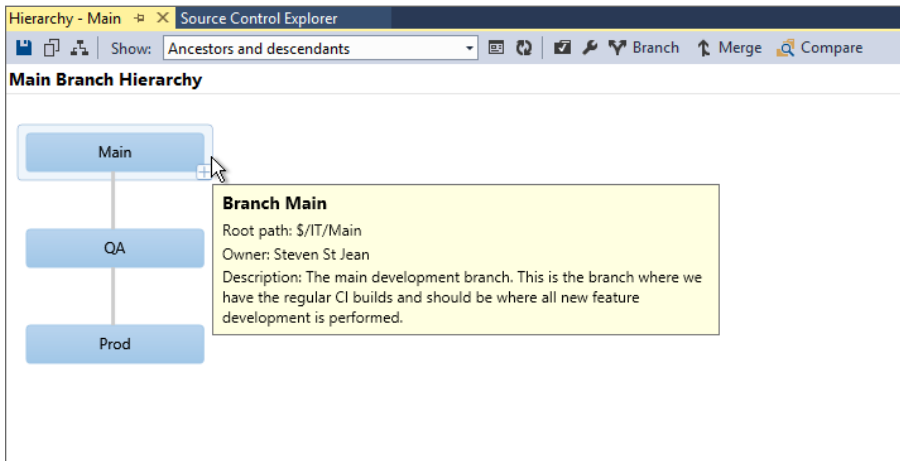 Hierarchy - Main Source Control Explorer
Show: Ancestors and descendants Branch Merge Compare
Main Branch Hierarchy
Main
Branch Main
Root path: $/IT/Main
Owner: Steven St Jean
Description: The main development branch. This is the branch where we
have the regular CI builds and should be where all new feature
development is performed.
QA
Prod